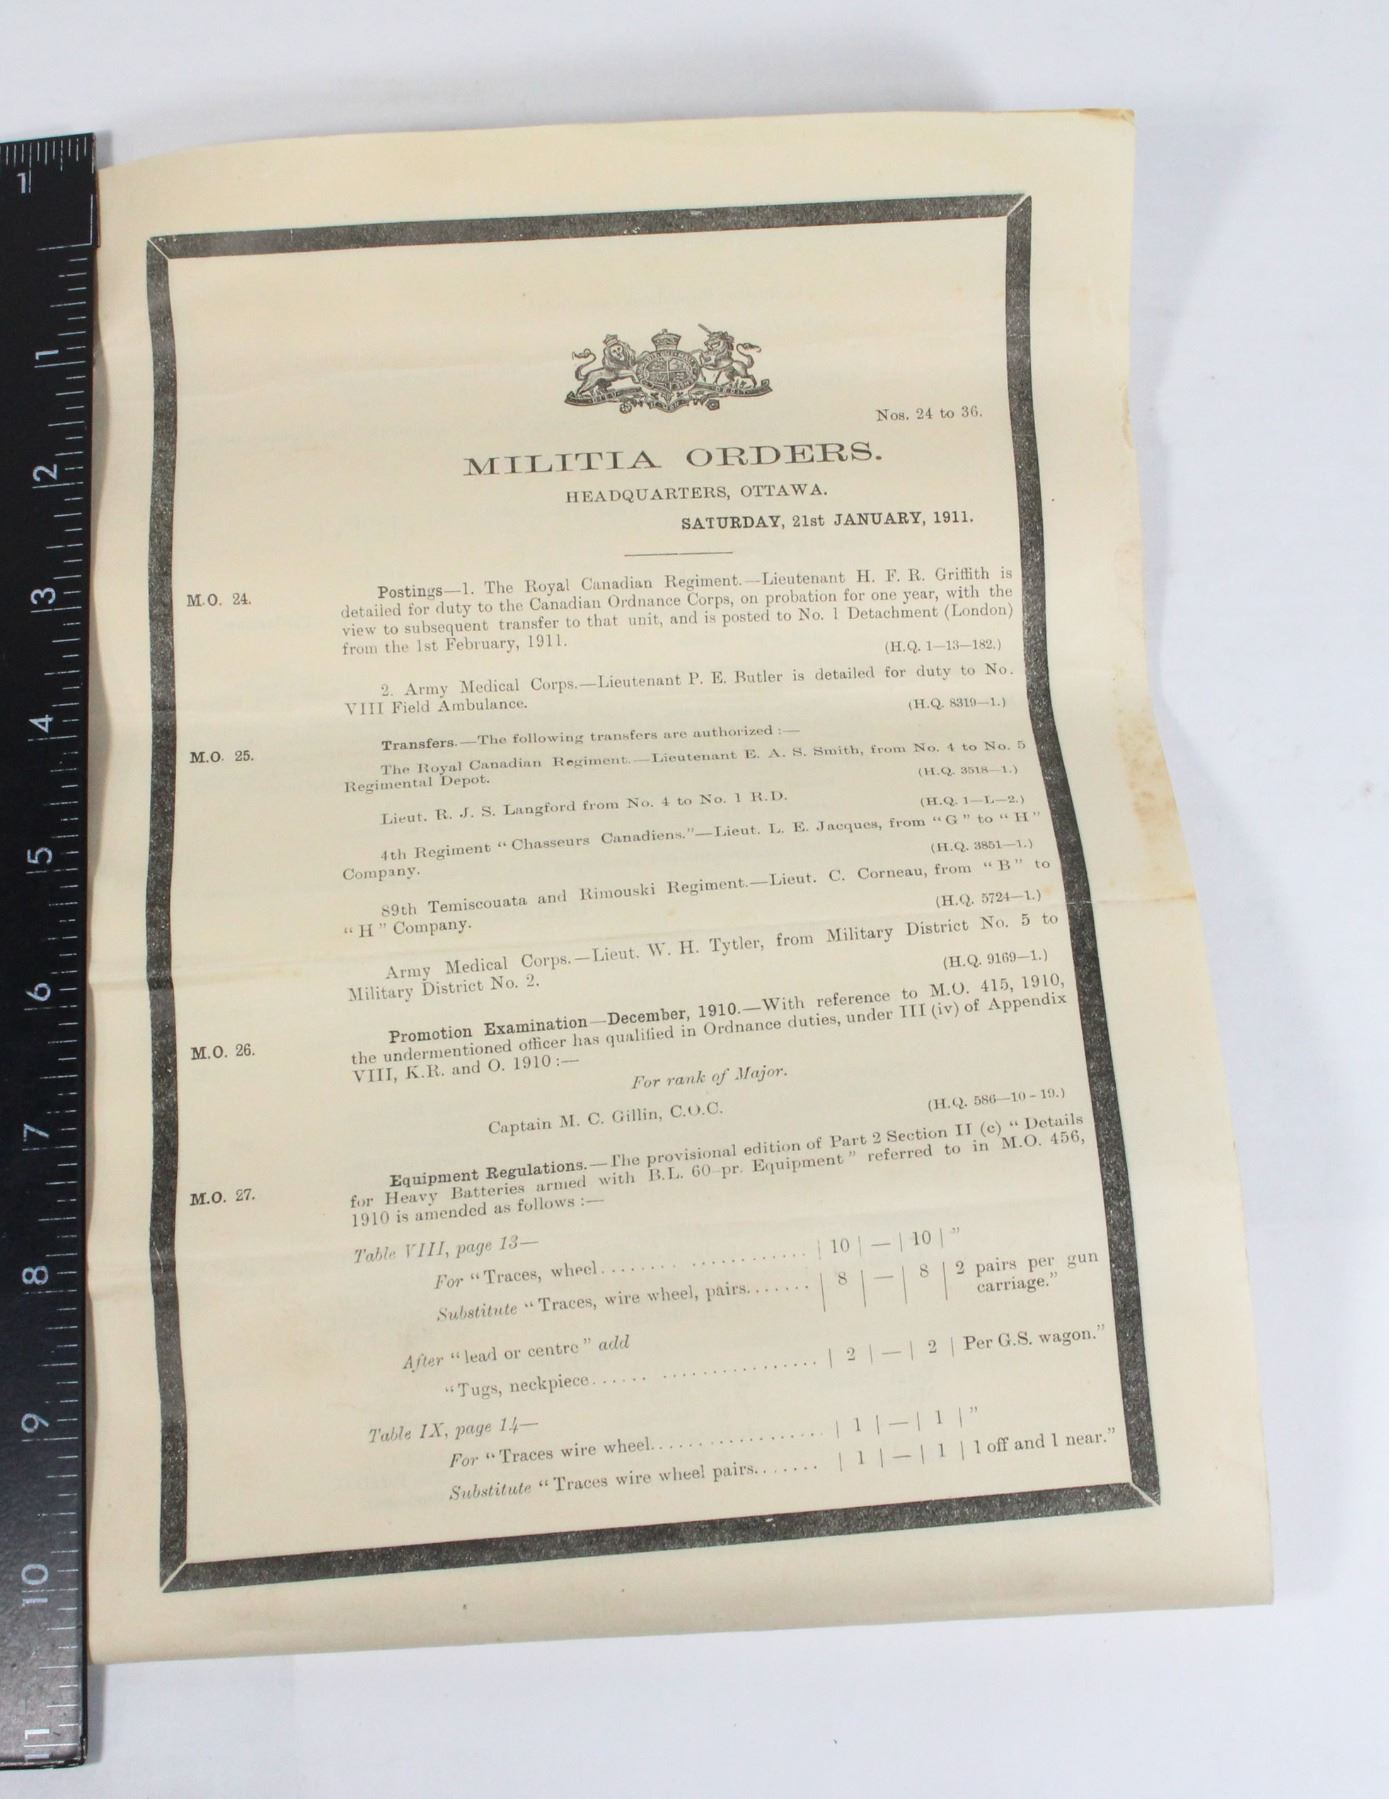 Nos. 24 to 36.
MILITIA ORDERS.
HEADQUARTERS, OTTAWA.
SATURDAY, 21st JANUARY, 1911.
M.O. 24.
Postings—1. The Royal Canadian Regiment.—Lieutenant H. F. R. Griffith is
detailed for duty to the Canadian Ordnance Corps, on probation for one year, with the
view to subsequent transfer to that unit, and is posted to No. 1 Detachment (London)
from the 1st February, 1911.
(H.Q. 1—13—182.)
2. Army Medical Corps.—Lieutenant P. E. Butler is detailed for duty to No.
VIII Field Ambulance.
(H.Q. 8319—1.)
M.O. 25.
Transfers.—The following transfers are authorized :—
The Royal Canadian Regiment.—Lieutenant E. A. S. Smith, from No. 4 to No. 5
Regimental Depot.
(H.Q. 3518—1.)
Lieut. R. J. S. Langford from No. 4 to No. 1 R.D.
(H.Q. 1—L—2.)
4th Regiment “ Chasseurs Canadiens.”—Lieut. L. E. Jacques, from “ G ” to “ H ”
Company.
(H.Q. 3851—1.)
89th Temiscouata and Rimouski Regiment.—Lieut. C. Corneau, from “ B ” to
“ H ” Company.
(H.Q. 5724—1.)
Army Medical Corps.—Lieut. W. H. Tytler, from Military District No. 5 to
Military District No. 2.
(H.Q. 9169—1.)
M.O. 26.
Promotion Examination—December, 1910.—With reference to M.O. 415, 1910,
the undermentioned officer has qualified in Ordnance duties, under III (iv) of Appendix
VIII, K.R. and O. 1910 :—
For rank of Major.
Captain M. C. Gillin, C.O.C.
(H.Q. 586—10 - 19.)
M.O. 27.
Equipment Regulations.—The provisional edition of Part 2 Section II (c) “ Details
for Heavy Batteries armed with B.L. 60-pr. Equipment ” referred to in M.O. 456,
1910 is amended as follows :—
Table VIII, page 13—
For “ Traces, wheel........ ............ | 10 | — | 10 | ”
Substitute “ Traces, wire wheel, pairs....... | 8 | — | 8 | 2 pairs per gun
carriage.”
After “ lead or centre ” add
“ Tugs, neckpiece...... .............. | 2 | — | 2 | Per G.S. wagon.”
Table IX, page 14—
For “ Traces wire wheel.................. | 1 | — | 1 | ”
Substitute “ Traces wire wheel pairs....... | 1 | — | 1 | 1 off and 1 near.”
1
1
2
3
4
5
6
7
8
9
10
11